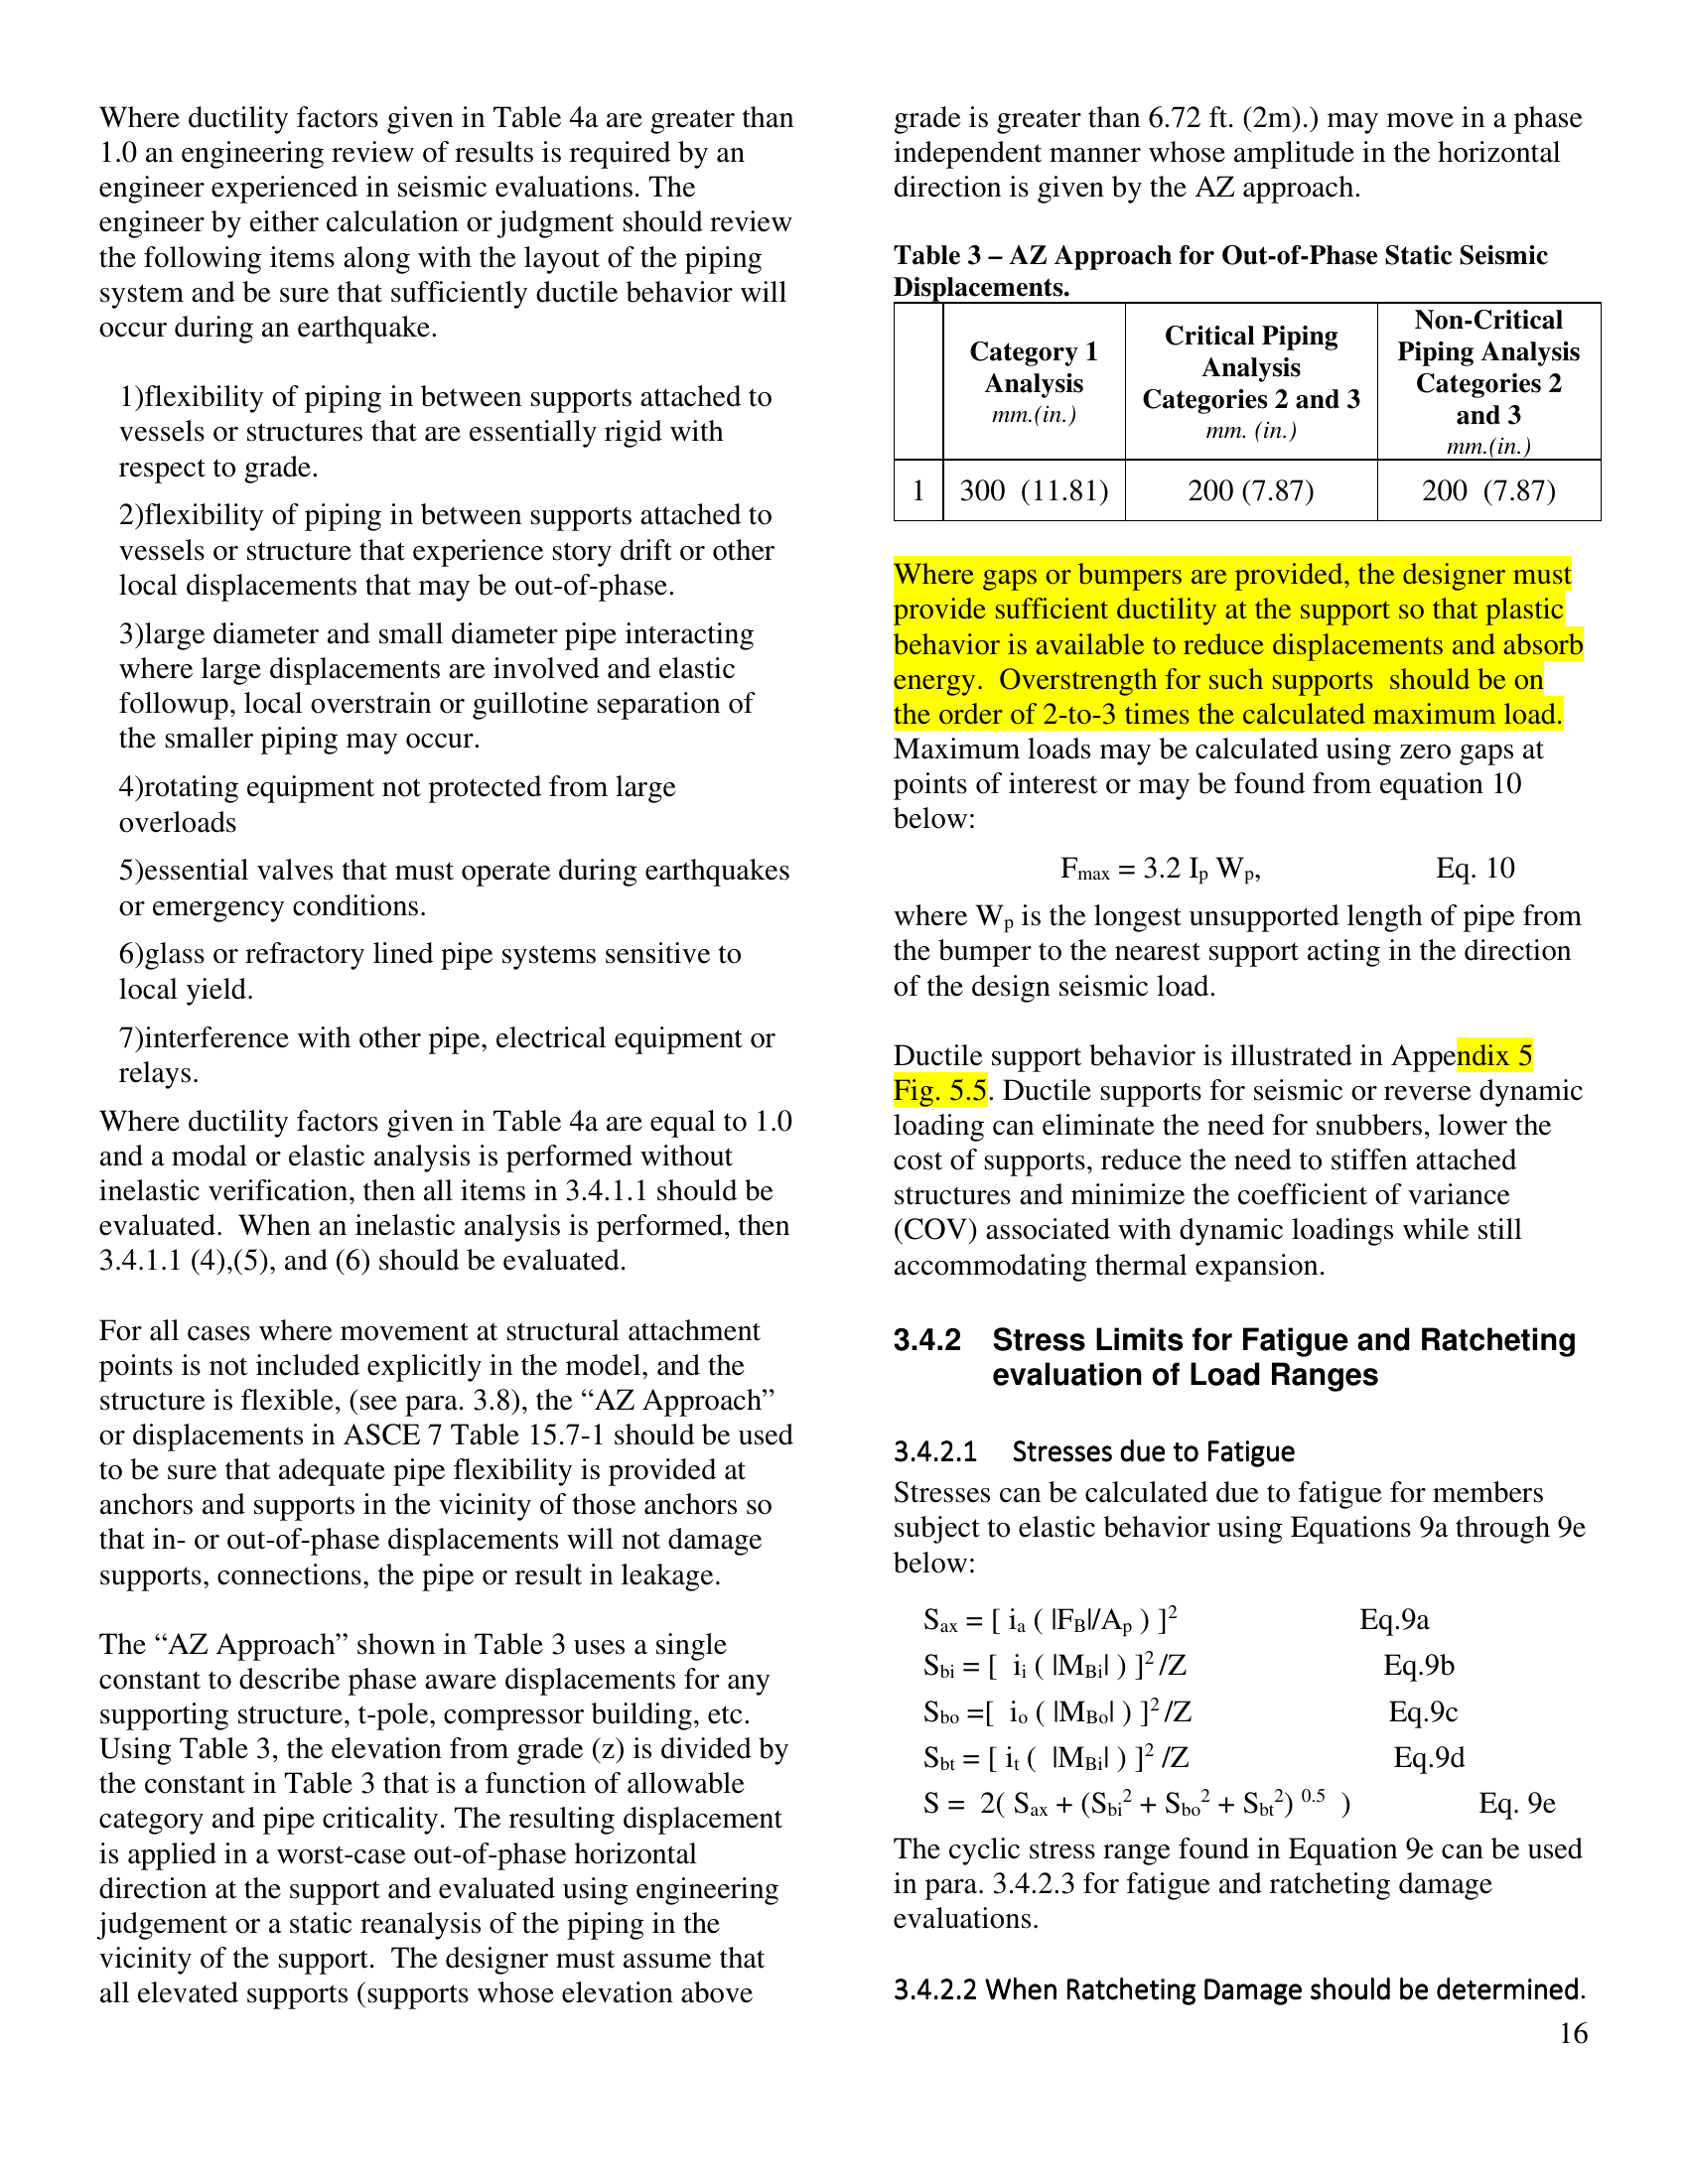 Where ductility factors given in Table 4a are greater than
1.0 an engineering review of results is required by an
engineer experienced in seismic evaluations. The
engineer by either calculation or judgment should review
the following items along with the layout of the piping
system and be sure that sufficiently ductile behavior will
occur during an earthquake.
1)flexibility of piping in between supports attached to
vessels or structures that are essentially rigid with
respect to grade.
2)flexibility of piping in between supports attached to
vessels or structure that experience story drift or other
local displacements that may be out-of-phase.
3)large diameter and small diameter pipe interacting
where large displacements are involved and elastic
followup, local overstrain or guillotine separation of
the smaller piping may occur.
4)rotating equipment not protected from large
overloads
5)essential valves that must operate during earthquakes
or emergency conditions.
6)glass or refractory lined pipe systems sensitive to
local yield.
7)interference with other pipe, electrical equipment or
relays.
Where ductility factors given in Table 4a are equal to 1.0
and a modal or elastic analysis is performed without
inelastic verification, then all items in 3.4.1.1 should be
evaluated.  When an inelastic analysis is performed, then
3.4.1.1 (4),(5), and (6) should be evaluated.
For all cases where movement at structural attachment
points is not included explicitly in the model, and the
structure is flexible, (see para. 3.8), the “AZ Approach”
or displacements in ASCE 7 Table 15.7-1 should be used
to be sure that adequate pipe flexibility is provided at
anchors and supports in the vicinity of those anchors so
that in- or out-of-phase displacements will not damage
supports, connections, the pipe or result in leakage.
The “AZ Approach” shown in Table 3 uses a single
constant to describe phase aware displacements for any
supporting structure, t-pole, compressor building, etc.
Using Table 3, the elevation from grade (z) is divided by
the constant in Table 3 that is a function of allowable
category and pipe criticality. The resulting displacement
is applied in a worst-case out-of-phase horizontal
direction at the support and evaluated using engineering
judgement or a static reanalysis of the piping in the
vicinity of the support.  The designer must assume that
all elevated supports (supports whose elevation above
grade is greater than 6.72 ft. (2m).) may move in a phase
independent manner whose amplitude in the horizontal
direction is given by the AZ approach.
Table 3 – AZ Approach for Out-of-Phase Static Seismic
Displacements.
Category 1
Analysis
mm.(in.)
Critical Piping
Analysis
Categories 2 and 3
mm. (in.)
Non-Critical
Piping Analysis
Categories 2
and 3
mm.(in.)
1 300  (11.81) 200 (7.87) 200  (7.87)
Where gaps or bumpers are provided, the designer must
provide sufficient ductility at the support so that plastic
behavior is available to reduce displacements and absorb
energy.  Overstrength for such supports  should be on
the order of 2-to-3 times the calculated maximum load.
Maximum loads may be calculated using zero gaps at
points of interest or may be found from equation 10
below:
Fmax = 3.2 Ip Wp, Eq. 10
where Wp is the longest unsupported length of pipe from
the bumper to the nearest support acting in the direction
of the design seismic load.
Ductile support behavior is illustrated in Appendix 5
Fig. 5.5. Ductile supports for seismic or reverse dynamic
loading can eliminate the need for snubbers, lower the
cost of supports, reduce the need to stiffen attached
structures and minimize the coefficient of variance
(COV) associated with dynamic loadings while still
accommodating thermal expansion.
3.4.2 Stress Limits for Fatigue and Ratcheting
evaluation of Load Ranges
3.4.2.1 Stresses due to Fatigue
Stresses can be calculated due to fatigue for members
subject to elastic behavior using Equations 9a through 9e
below:
Sax = [ ia ( |FB|/Ap ) ]² Eq.9a
Sbi = [  ii ( |MBi| ) ]² /Z Eq.9b
Sbo =[  io ( |MBo| ) ]² /Z Eq.9c
Sbt = [ it (  |MBi| ) ]² /Z Eq.9d
S =  2( Sax + (Sbi² + Sbo² + Sbt²) ⁰·⁵  ) Eq. 9e
The cyclic stress range found in Equation 9e can be used
in para. 3.4.2.3 for fatigue and ratcheting damage
evaluations.
3.4.2.2 When Ratcheting Damage should be determined.
16